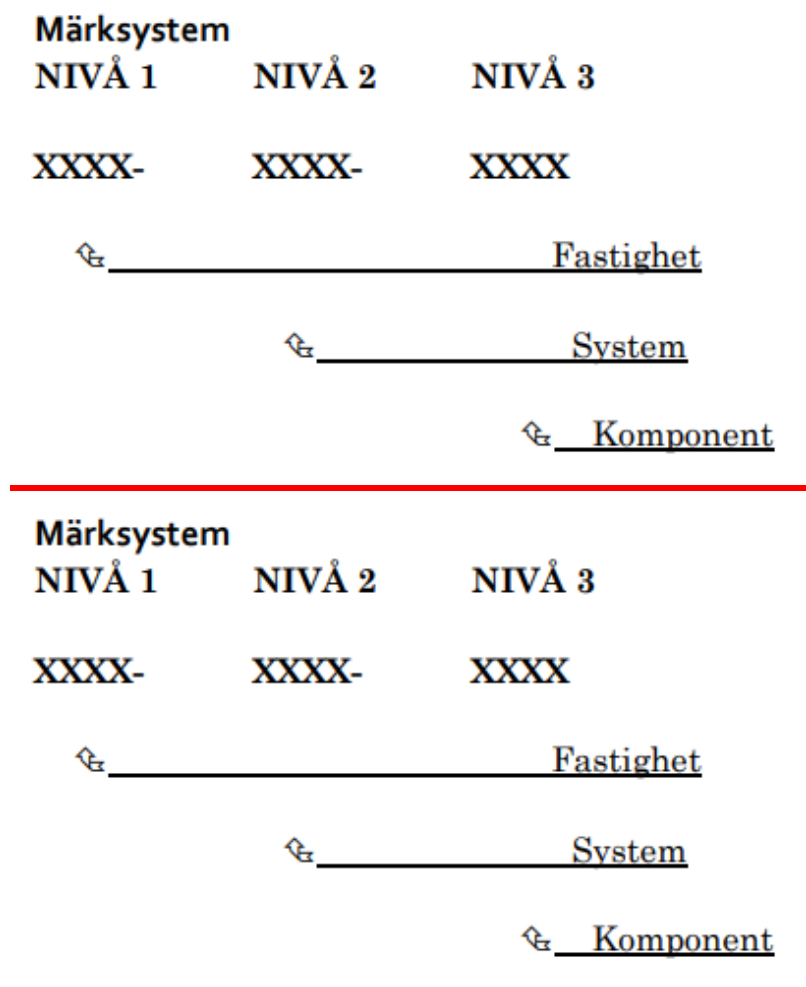 Märksystem
NIVÅ 1 NIVÅ 2 NIVÅ 3
XXXX- XXXX- XXXX
Fastighet
System
Komponent
Märksystem
NIVÅ 1 NIVÅ 2 NIVÅ 3
XXXX- XXXX- XXXX
Fastighet
System
Komponent